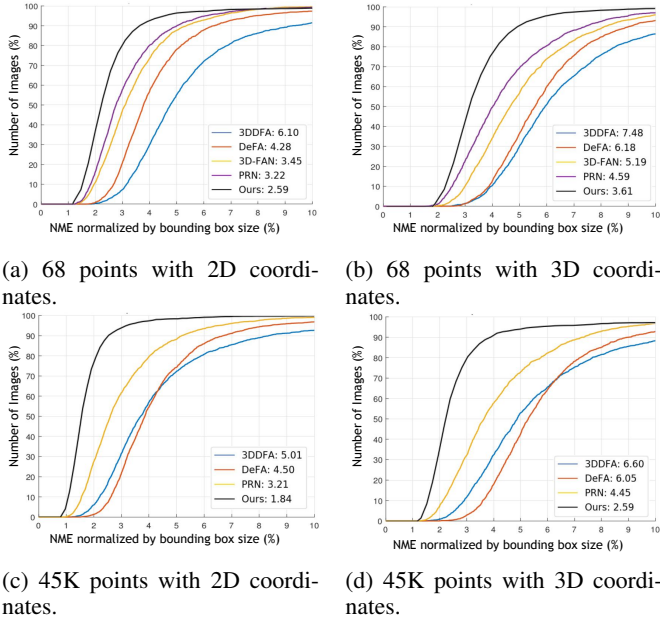 Number of Images (%)
100
90
80
70
60
50
40
30
20
10
0
3DDFA: 6.10
DeFA: 4.28
3D-FAN: 3.45
PRN: 3.22
Ours: 2.59
0 1 2 3 4 5 6 7 8 9 10
NME normalized by bounding box size (%)
(a) 68 points with 2D coordi-
nates.
Number of Images (%)
100
90
80
70
60
50
40
30
20
10
0
3DDFA: 7.48
DeFA: 6.18
3D-FAN: 5.19
PRN: 4.59
Ours: 3.61
0 1 2 3 4 5 6 7 8 9 10
NME normalized by bounding box size (%)
(b) 68 points with 3D coordi-
nates.
Number of Images (%)
100
90
80
70
60
50
40
30
20
10
0
3DDFA: 5.01
DeFA: 4.50
PRN: 3.21
Ours: 1.84
0 1 2 3 4 5 6 7 8 9 10
NME normalized by bounding box size (%)
(c) 45K points with 2D coordi-
nates.
Number of Images (%)
100
90
80
70
60
50
40
30
20
10
0
3DDFA: 6.60
DeFA: 6.05
PRN: 4.45
Ours: 2.59
0 1 2 3 4 5 6 7 8 9 10
NME normalized by bounding box size (%)
(d) 45K points with 3D coordi-
nates.